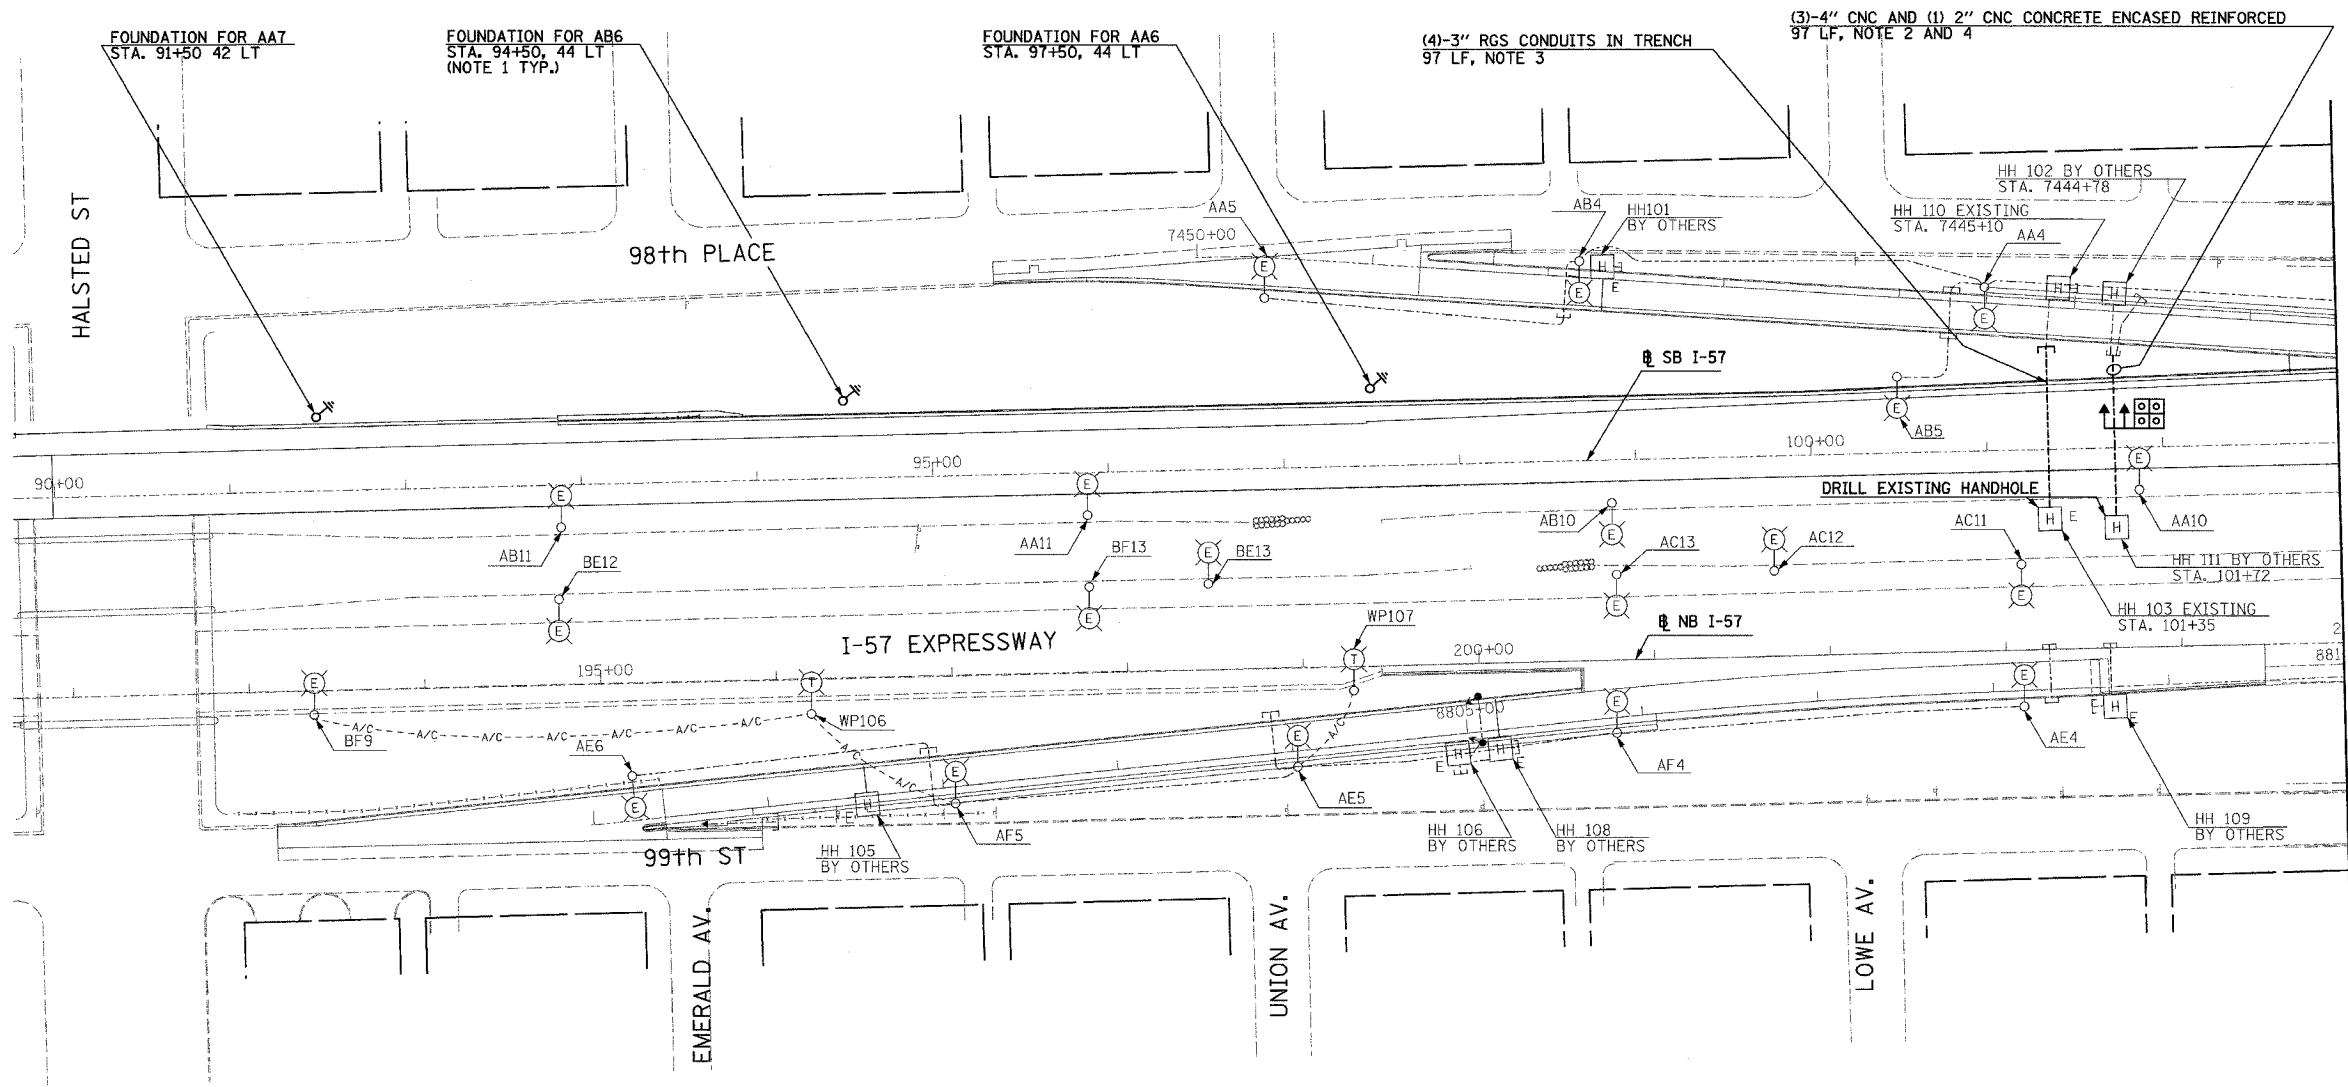 FOUNDATION FOR AA7
STA. 91+50 42 LT
FOUNDATION FOR AB6
STA. 94+50, 44 LT
(NOTE 1 TYP.)
FOUNDATION FOR AA6
STA. 97+50, 44 LT
(4)-3" RGS CONDUITS IN TRENCH
97 LF, NOTE 3
(3)-4" CNC AND (1) 2" CNC CONCRETE ENCASED REINFORCED
97 LF, NOTE 2 AND 4
HALSTED ST
98th PLACE
AA5
7450+00
AB4
HH101
BY OTHERS
HH 102 BY OTHERS
STA. 7444+78
HH 110 EXISTING
STA. 7445+10
AA4
E
H
E
E
E
H
H
℄ SB I-57
E
AB5
90+00
95+00
100+00
E
E
E
DRILL EXISTING HANDHOLE
AB11
AA11
AB10
E
AC11
H
E
H
AA10
BE12
BF13
E
BE13
AC13
E
AC12
HH 111 BY OTHERS
STA. 101+72
E
E
E
E
HH 103 EXISTING
STA. 101+35
I-57 EXPRESSWAY
WP107
℄ NB I-57
195+00
200+00
T
2
881
E
T
E
BF9
A/C
A/C
A/C
A/C
A/C
A/C
A/C
WP106
8805+00
E
E
H
E
AE6
A/C
E
A/C
E
H
H
E
E
AF4
AE4
E
A/C
H
E
AE5
AF5
99th ST
HH 105
BY OTHERS
HH 106
BY OTHERS
HH 108
BY OTHERS
HH 109
BY OTHERS
EMERALD AV.
UNION AV.
LOWE AV.